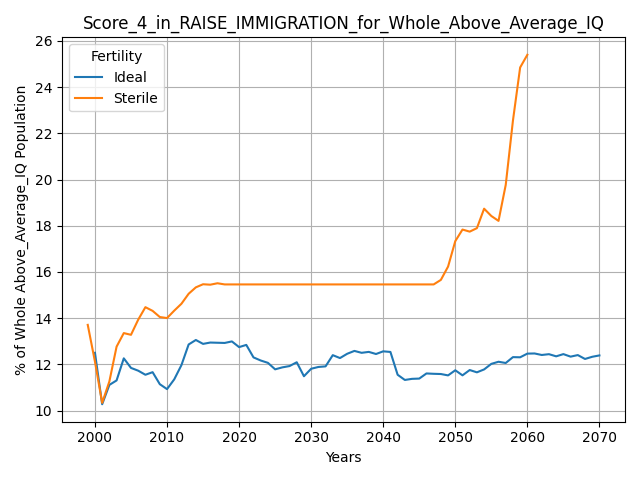 Score_4_in_RAISE_IMMIGRATION_for_Whole_Above_Average_IQ
% of Whole Above_Average_IQ Population
26
24
22
20
18
16
14
12
10
Fertility
Ideal
Sterile
2000 2010 2020 2030 2040 2050 2060 2070
Years